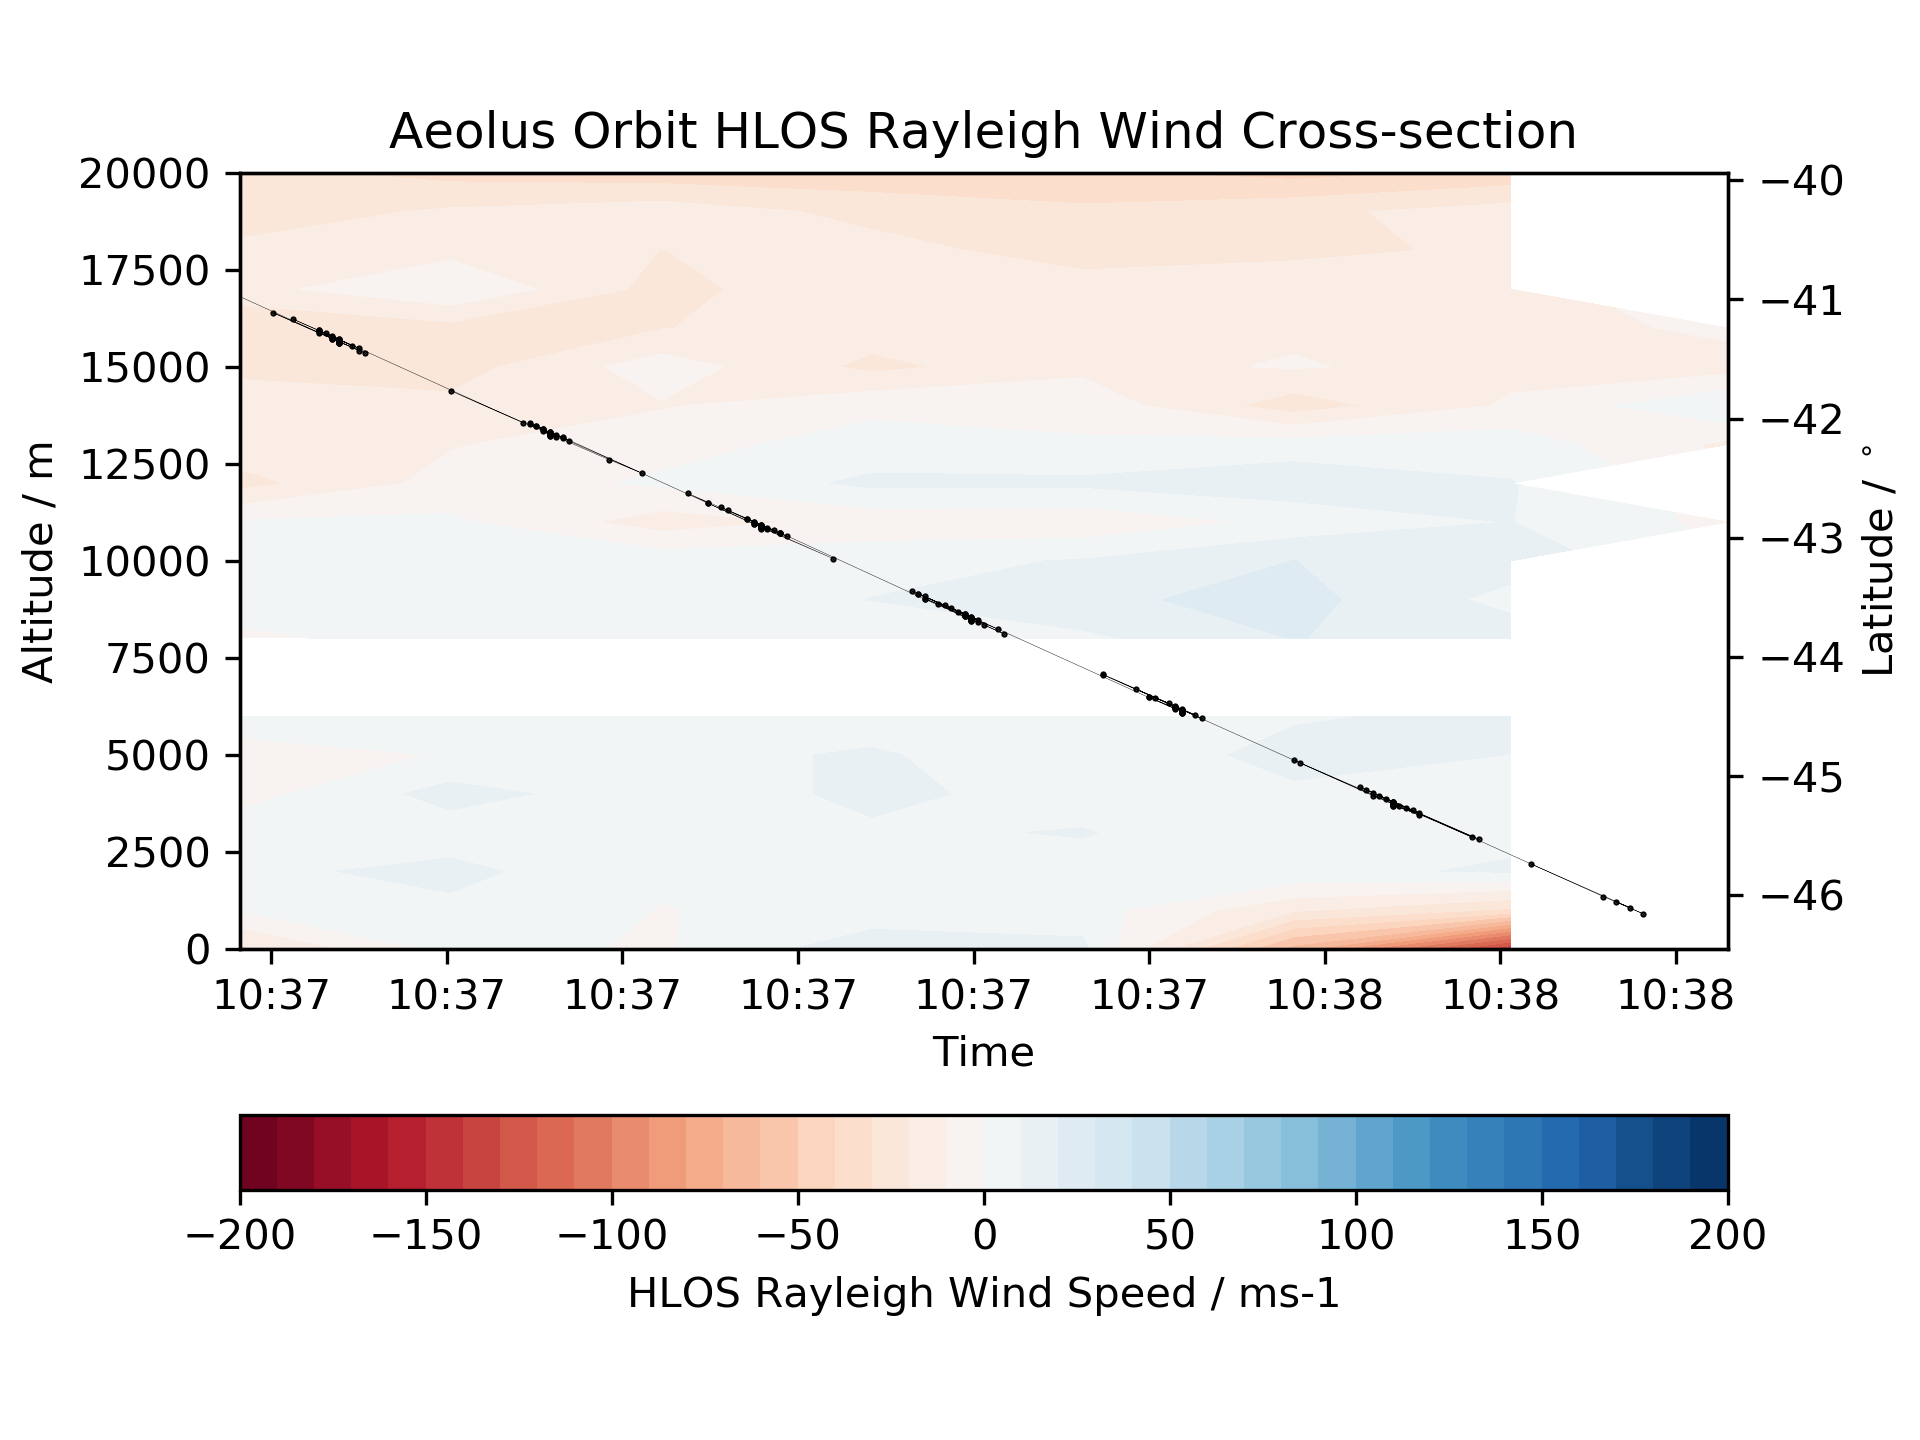 Aeolus Orbit HLOS Rayleigh Wind Cross-section
20000
17500
15000
12500
10000
7500
5000
2500
0
Altitude / m
−40
−41
−42
−43
−44
−45
−46
Latitude / °
10:37 10:37 10:37 10:37 10:37 10:37 10:38 10:38 10:38
Time
−200 −150 −100 −50 0 50 100 150 200
HLOS Rayleigh Wind Speed / ms-1